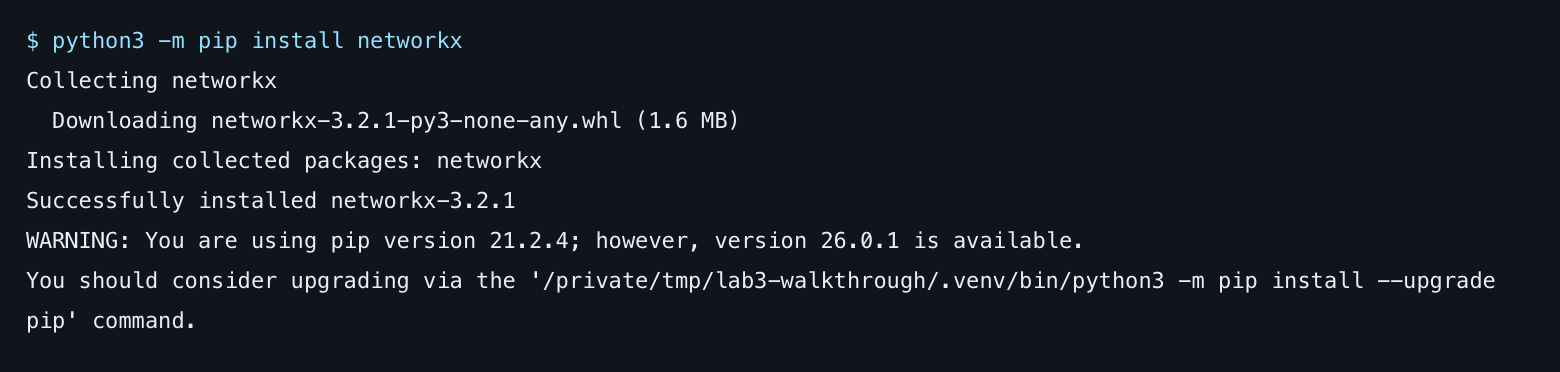 $ python3 -m pip install networkx
Collecting networkx
  Downloading networkx-3.2.1-py3-none-any.whl (1.6 MB)
Installing collected packages: networkx
Successfully installed networkx-3.2.1
WARNING: You are using pip version 21.2.4; however, version 26.0.1 is available.
You should consider upgrading via the '/private/tmp/lab3-walkthrough/.venv/bin/python3 -m pip install --upgrade
pip' command.